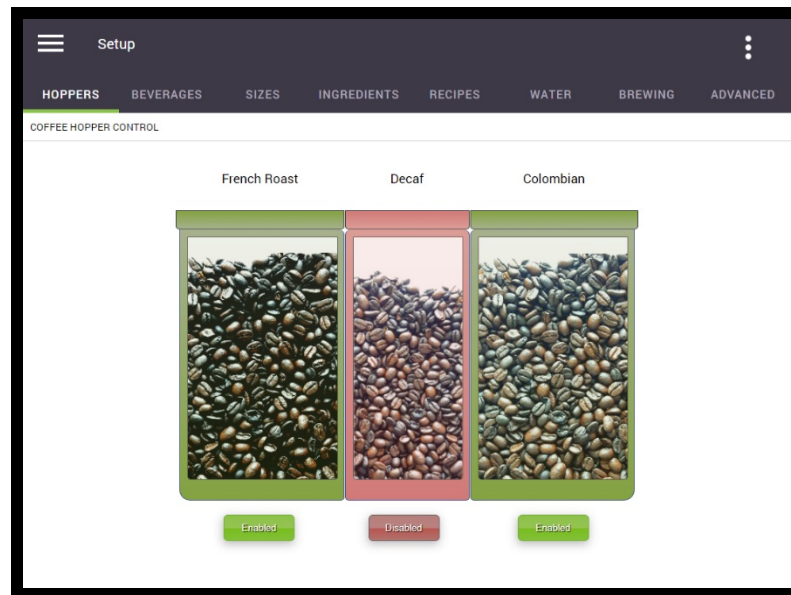 Setup
HOPPERS BEVERAGES SIZES INGREDIENTS RECIPES WATER BREWING ADVANCED
COFFEE HOPPER CONTROL
French Roast Decaf Colombian
Enabled Disabled Enabled